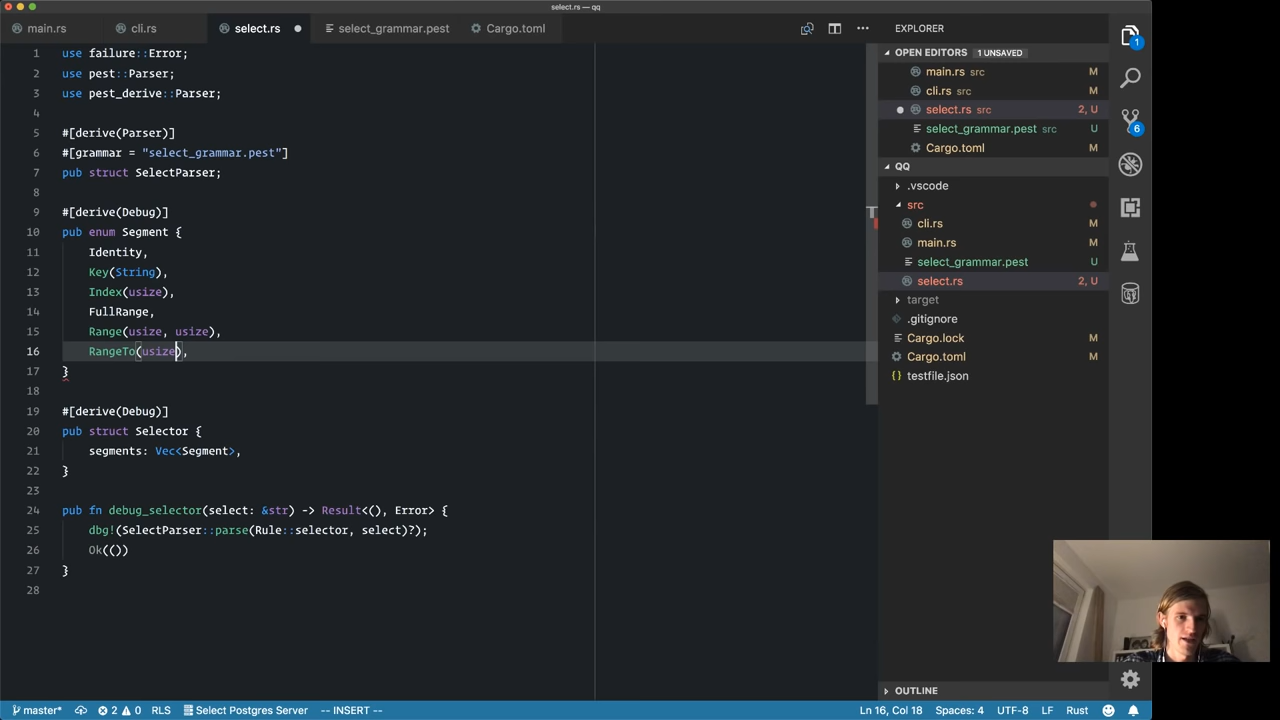 select.rs — qq
main.rs cli.rs select.rs select_grammar.pest Cargo.toml
1 use failure::Error;
2 use pest::Parser;
3 use pest_derive::Parser;
4
5 #[derive(Parser)]
6 #[grammar = "select_grammar.pest"]
7 pub struct SelectParser;
8
9 #[derive(Debug)]
10 pub enum Segment {
11 Identity,
12 Key(String),
13 Index(usize),
14 FullRange,
15 Range(usize, usize),
16 RangeTo(usize),
17 }
18
19 #[derive(Debug)]
20 pub struct Selector {
21 segments: Vec<Segment>,
22 }
23
24 pub fn debug_selector(select: &str) -> Result<(), Error> {
25 dbg!(SelectParser::parse(Rule::selector, select)?);
26 Ok(())
27 }
28
EXPLORER
OPEN EDITORS 1 UNSAVED
main.rs src M
cli.rs src M
select.rs src 2, U
select_grammar.pest src U
Cargo.toml M
QQ
.vscode
src
cli.rs M
main.rs M
select_grammar.pest U
select.rs 2, U
target
.gitignore
Cargo.lock M
Cargo.toml M
testfile.json
OUTLINE
1
6
master* 2 0 RLS Select Postgres Server -- INSERT -- Ln 16, Col 18 Spaces: 4 UTF-8 LF Rust